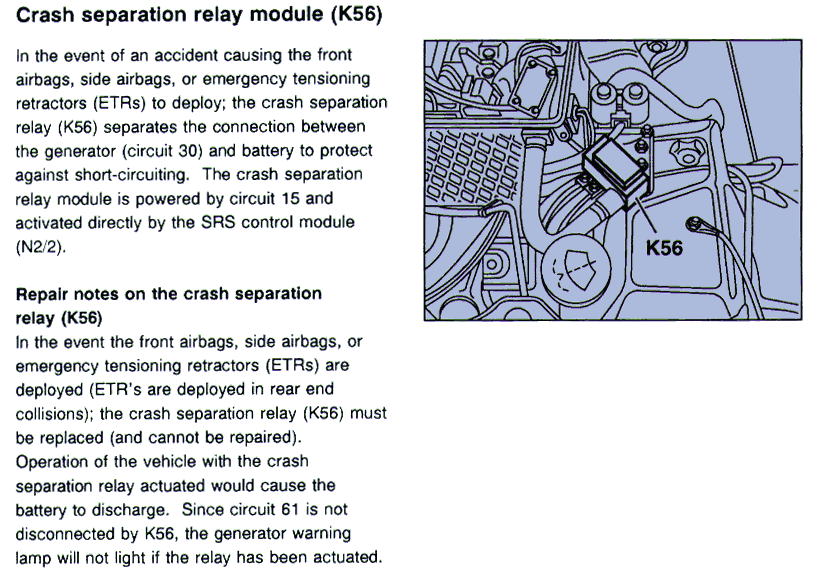 Crash separation relay module (K56)
In the event of an accident causing the front
airbags, side airbags, or emergency tensioning
retractors (ETRs) to deploy; the crash separation
relay (K56) separates the connection between
the generator (circuit 30) and battery to protect
against short-circuiting. The crash separation
relay module is powered by circuit 15 and
activated directly by the SRS control module
(N2/2).
Repair notes on the crash separation
relay (K56)
In the event the front airbags, side airbags, or
emergency tensioning retractors (ETRs) are
deployed (ETR's are deployed in rear end
collisions); the crash separation relay (K56) must
be replaced (and cannot be repaired).
Operation of the vehicle with the crash
separation relay actuated would cause the
battery to discharge. Since circuit 61 is not
disconnected by K56, the generator warning
lamp will not light if the relay has been actuated.
K56